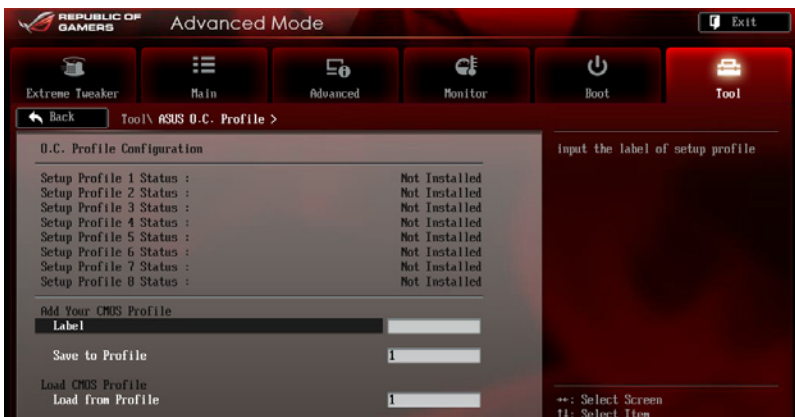 REPUBLIC OF
GAMERS
Advanced Mode
Exit
Extreme Tweaker
Main
Advanced
Monitor
Boot
Tool
Back
Tool\ ASUS O.C. Profile >
O.C. Profile Configuration
input the label of setup profile
Setup Profile 1 Status : Not Installed
Setup Profile 2 Status : Not Installed
Setup Profile 3 Status : Not Installed
Setup Profile 4 Status : Not Installed
Setup Profile 5 Status : Not Installed
Setup Profile 6 Status : Not Installed
Setup Profile 7 Status : Not Installed
Setup Profile 8 Status : Not Installed
Add Your CMOS Profile
Label
Save to Profile 1
Load CMOS Profile
Load from Profile 1
→←: Select Screen
↑↓: Select Item